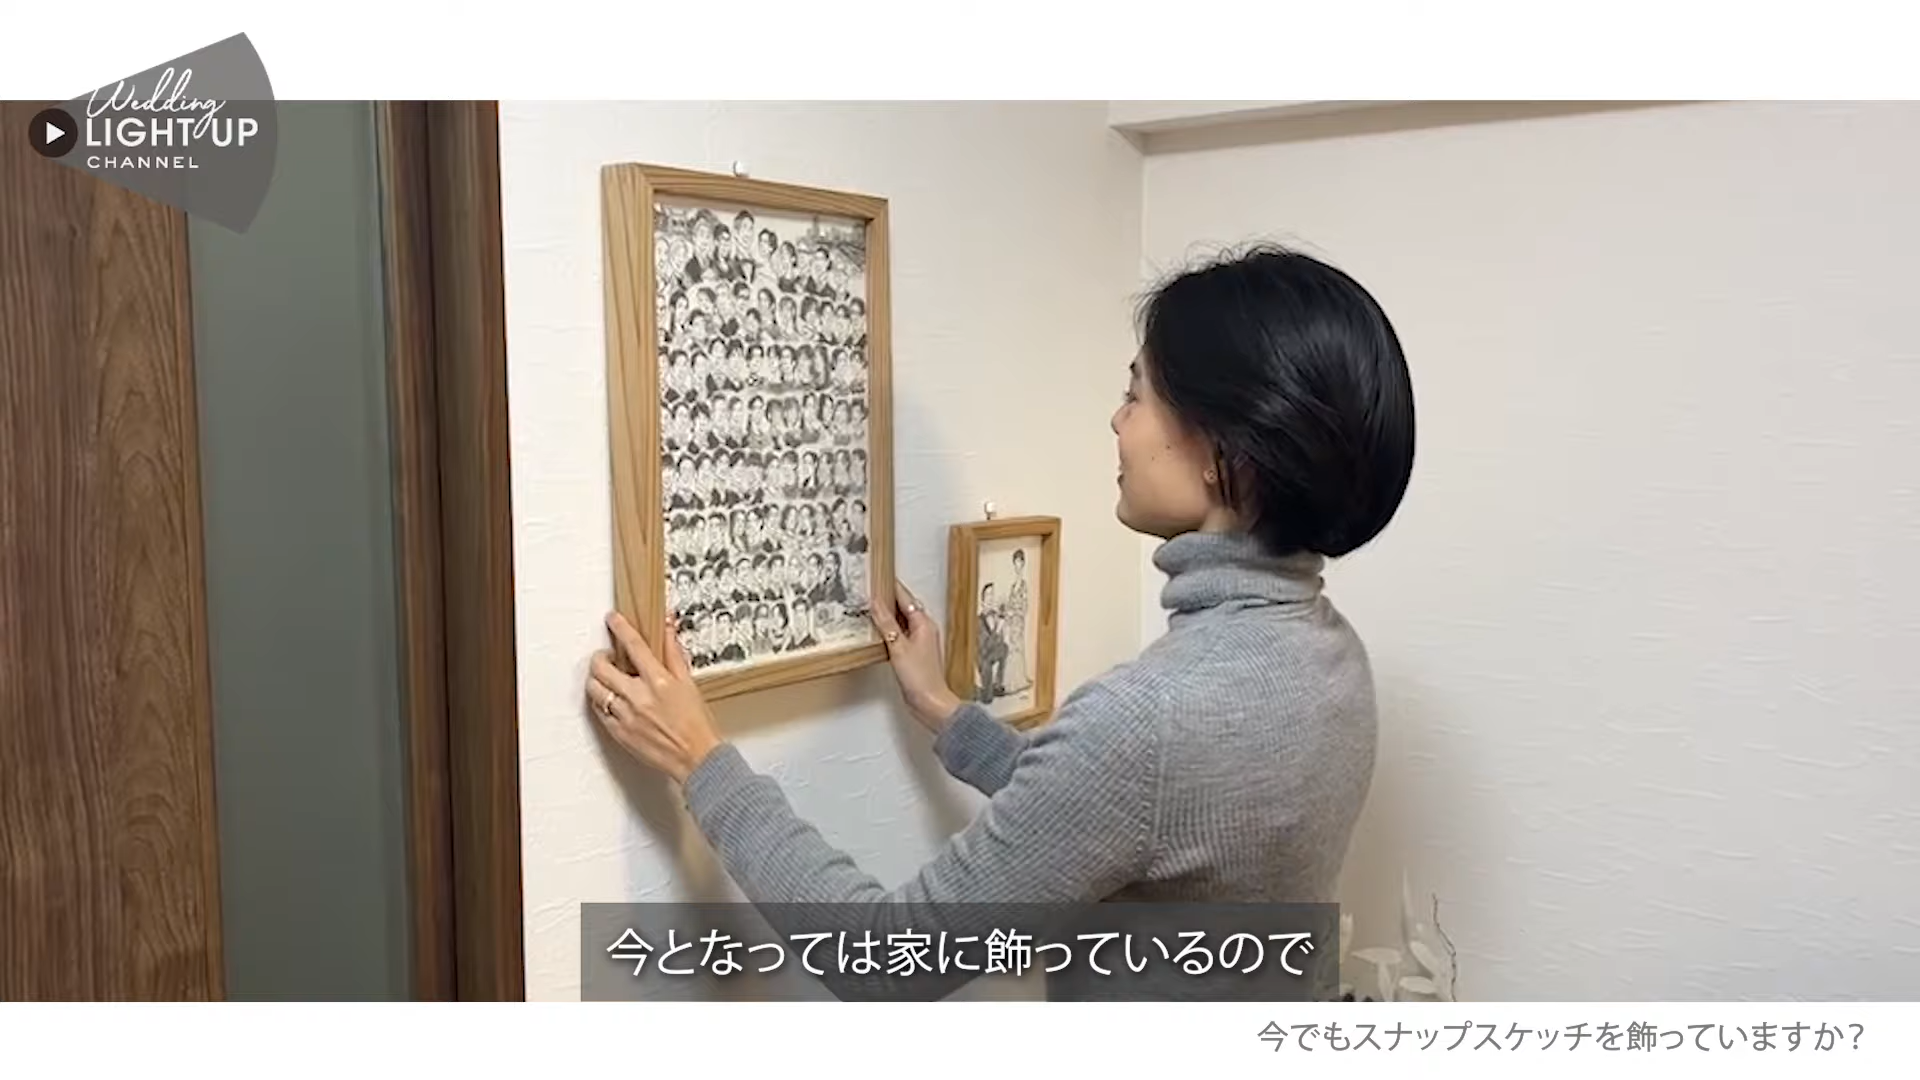 Wedding
LIGHT UP
CHANNEL
今となっては家に飾っているので
今でもスナップスケッチを飾っていますか?